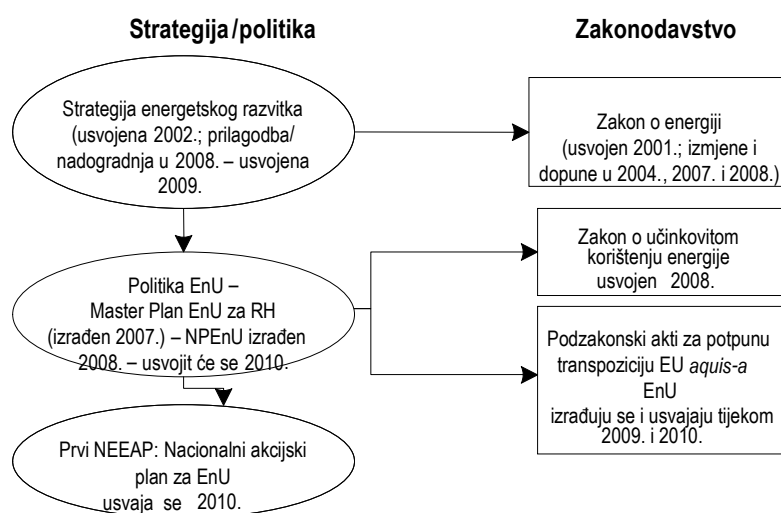 Strategija/politika
Zakonodavstvo
Strategija energetskog razvitka
(usvojena 2002.; prilagodba/
nadogradnja u 2008. – usvojena
2009.
Zakon o energiji
(usvojen 2001.; izmjene i
dopune u 2004., 2007. i 2008.)
Politika EnU –
Master Plan EnU za RH
(izrađen 2007.) – NPEnU izrađen
2008. – usvojit će se 2010.
Zakon o učinkovitom
korištenju energije
usvojen 2008.
Podzakonski akti za potpunu
transpoziciju EU aquis-a
EnU
izrađuju se i usvajaju tijekom
2009. i 2010.
Prvi NEEAP: Nacionalni akcijski
plan za EnU
usvaja se 2010.